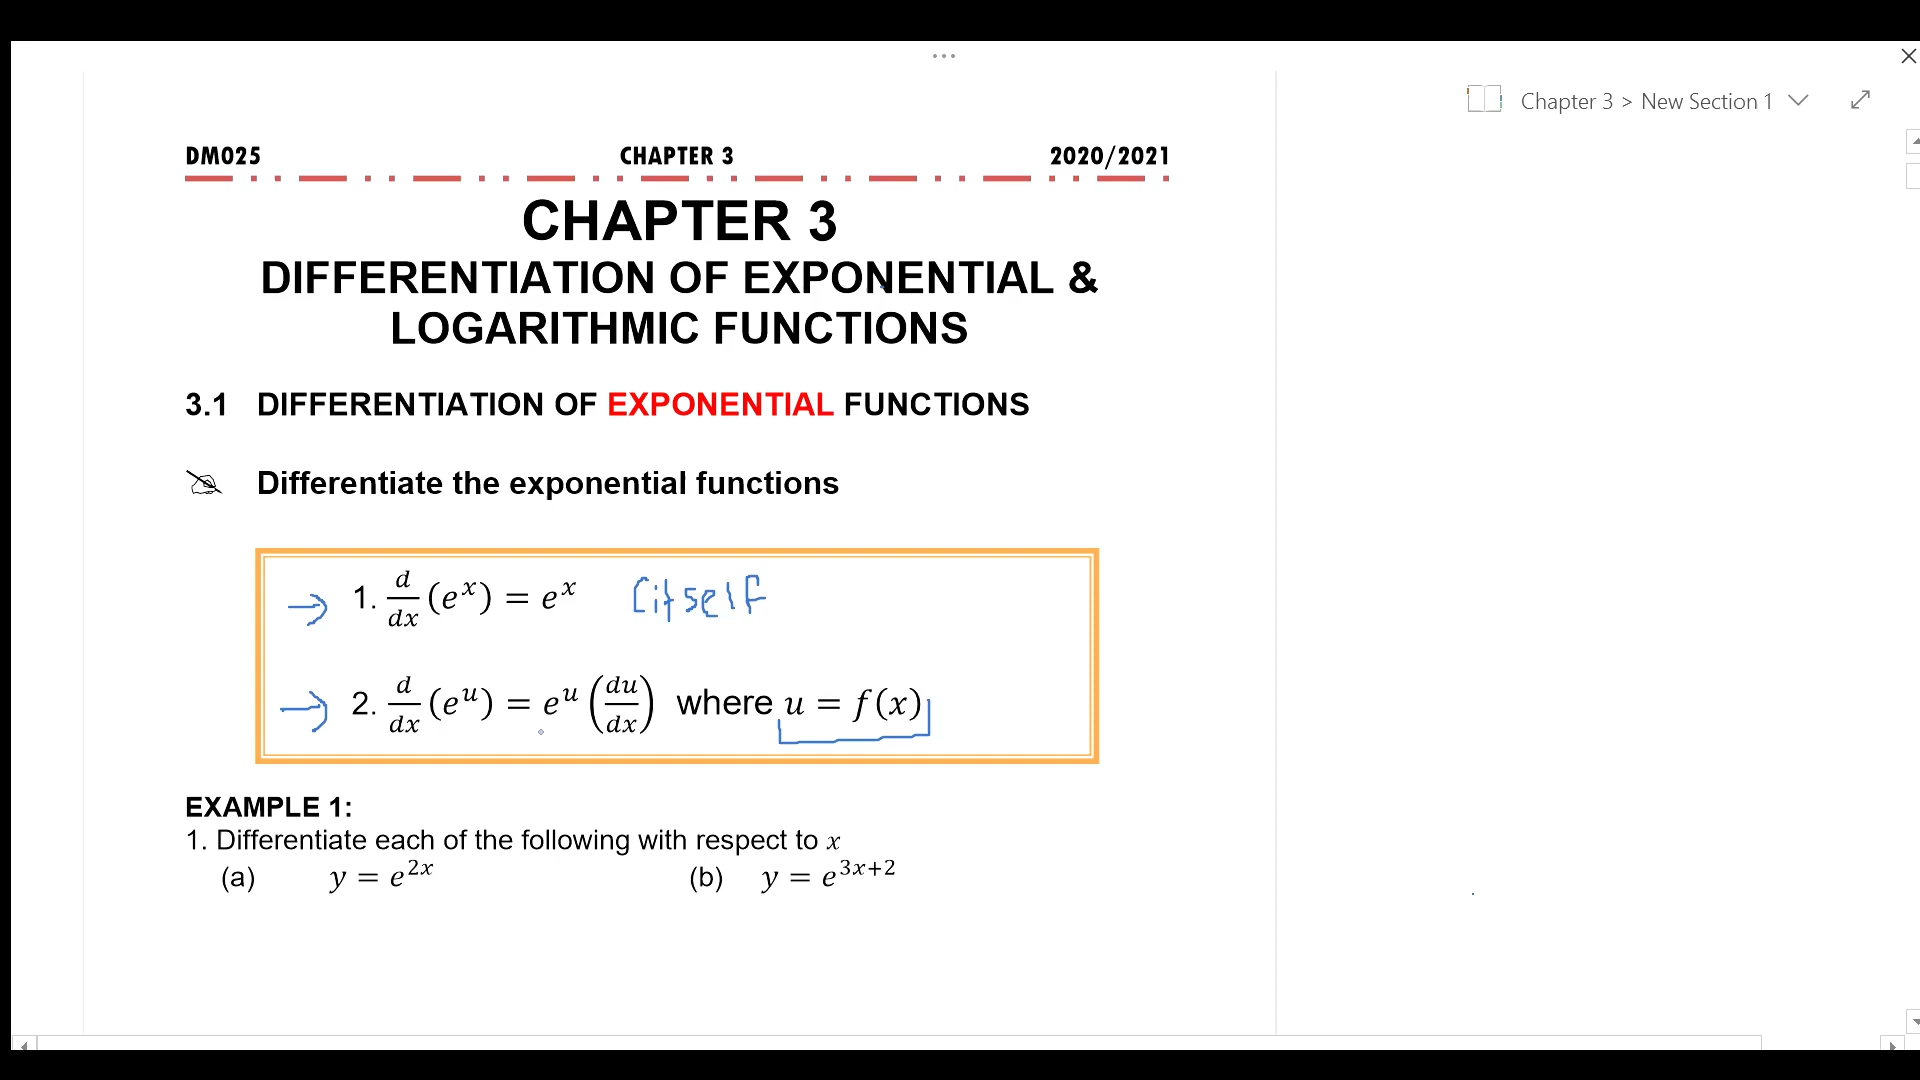 ...
Chapter 3 > New Section 1
DM025 CHAPTER 3 2020/2021
CHAPTER 3
DIFFERENTIATION OF EXPONENTIAL &
LOGARITHMIC FUNCTIONS
3.1 DIFFERENTIATION OF EXPONENTIAL FUNCTIONS
Differentiate the exponential functions
→ 1. d/dx (e^x) = e^x [itself
→ 2. d/dx (e^u) = e^u (du/dx) where u = f(x)
EXAMPLE 1:
1. Differentiate each of the following with respect to x
(a) y = e^{2x} (b) y = e^{3x+2}